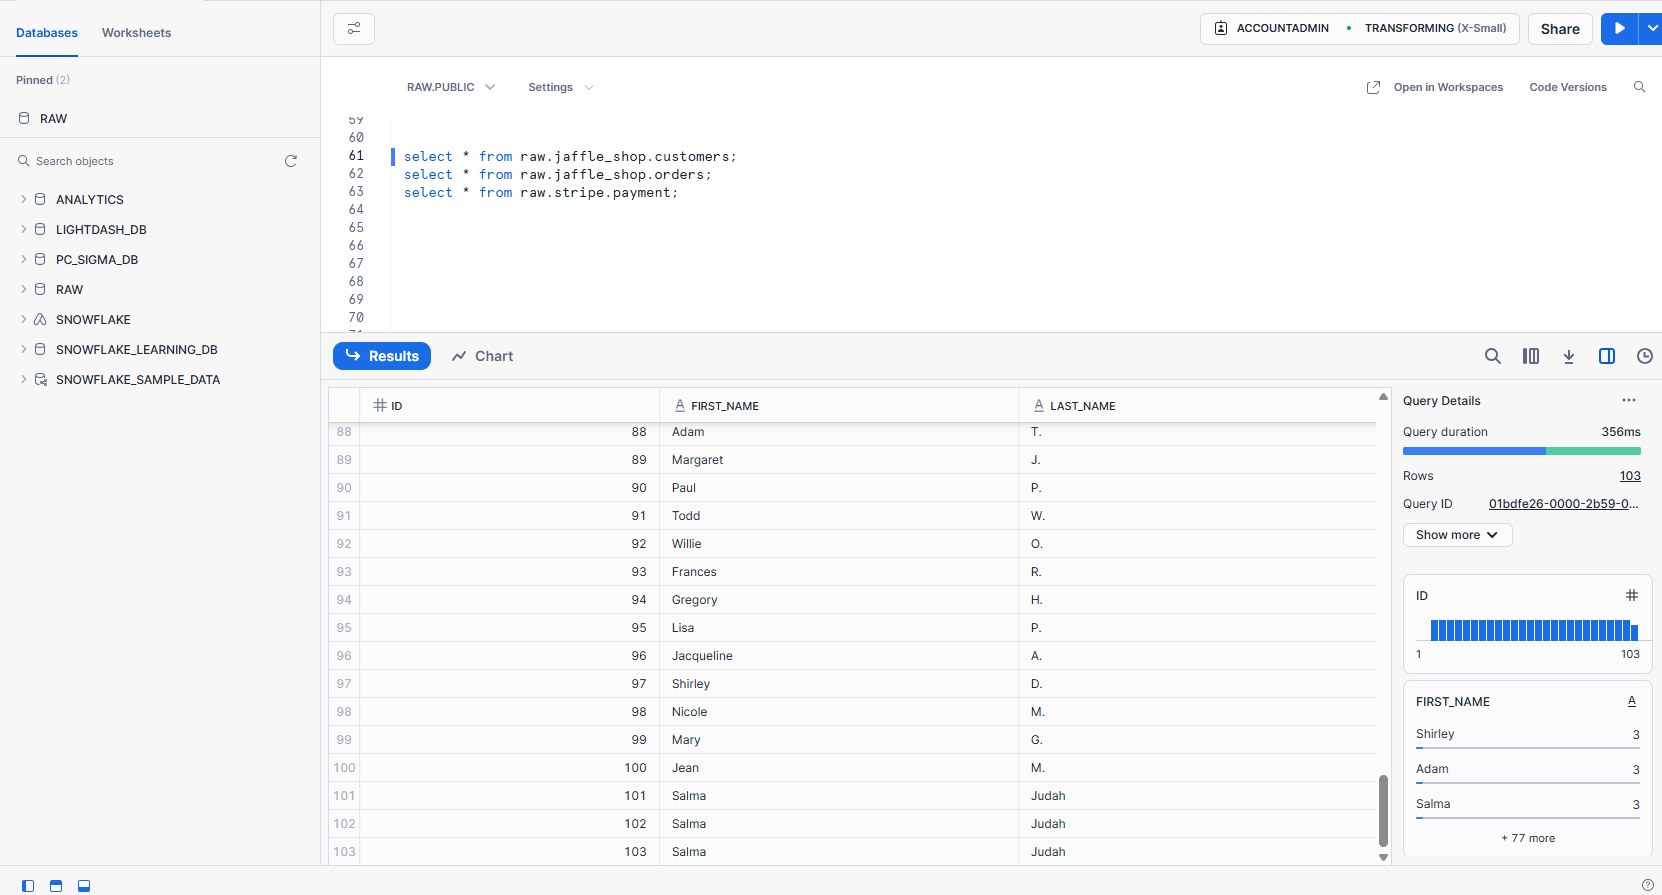 Databases
Worksheets
ACCOUNTADMIN
TRANSFORMING (X-Small)
Share
Pinned (2)
RAW
Search objects
ANALYTICS
LIGHTDASH_DB
PC_SIGMA_DB
RAW
SNOWFLAKE
SNOWFLAKE_LEARNING_DB
SNOWFLAKE_SAMPLE_DATA
RAW.PUBLIC
Settings
Open in Workspaces
Code Versions
59
60
61 select * from raw.jaffle_shop.customers;
62 select * from raw.jaffle_shop.orders;
63 select * from raw.stripe.payment;
64
65
66
67
68
69
70
71
Results
Chart
ID FIRST_NAME LAST_NAME
88 88 Adam T.
89 89 Margaret J.
90 90 Paul P.
91 91 Todd W.
92 92 Willie O.
93 93 Frances R.
94 94 Gregory H.
95 95 Lisa P.
96 96 Jacqueline A.
97 97 Shirley D.
98 98 Nicole M.
99 99 Mary G.
100 100 Jean M.
101 101 Salma Judah
102 102 Salma Judah
103 103 Salma Judah
Query Details
Query duration 356ms
Rows 103
Query ID 01bdfe26-0000-2b59-0...
Show more
ID
1 103
FIRST_NAME
Shirley 3
Adam 3
Salma 3
+ 77 more